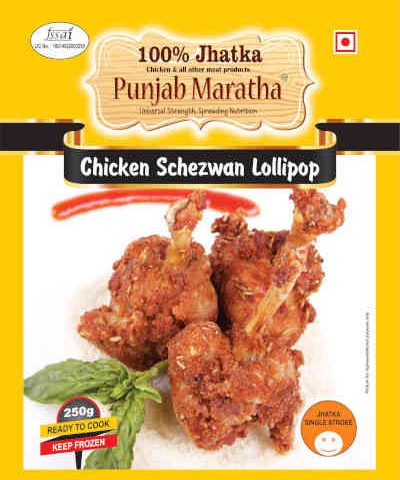 fssai
100% Jhatka
Chicken & all other meat products
Punjab Maratha
Universal Strength, Spreading Nutrition
Chicken Schezwan Lollipop
250g
READY TO COOK
KEEP FROZEN
JHATKA
SINGLE STROKE